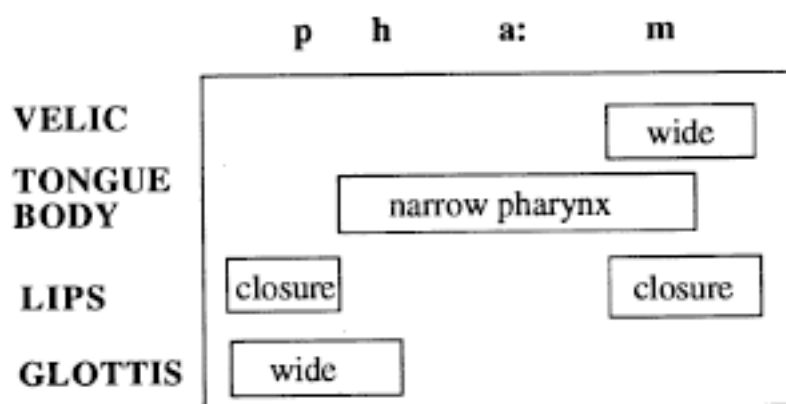 p h a: m
VELIC wide
TONGUE
BODY narrow pharynx
LIPS closure closure
GLOTTIS wide